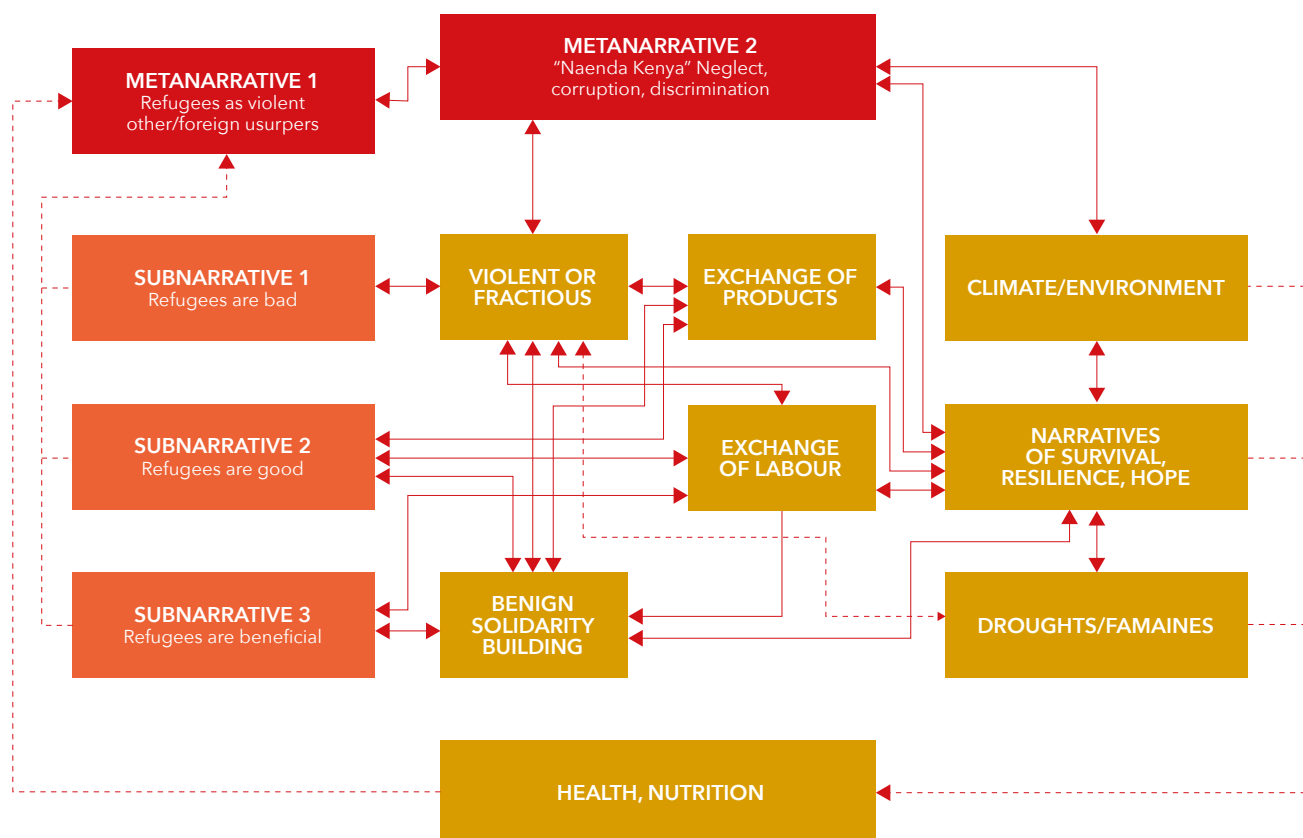 METANARRATIVE 1
Refugees as violent
other/foreign usurpers
METANARRATIVE 2
“Naenda Kenya” Neglect,
corruption, discrimination
SUBNARRATIVE 1
Refugees are bad
VIOLENT OR
FRACTIOUS
EXCHANGE OF
PRODUCTS
CLIMATE/ENVIRONMENT
SUBNARRATIVE 2
Refugees are good
EXCHANGE
OF LABOUR
NARRATIVES
OF SURVIVAL,
RESILIENCE, HOPE
SUBNARRATIVE 3
Refugees are beneficial
BENIGN
SOLIDARITY
BUILDING
DROUGHTS/FAMAINES
HEALTH, NUTRITION